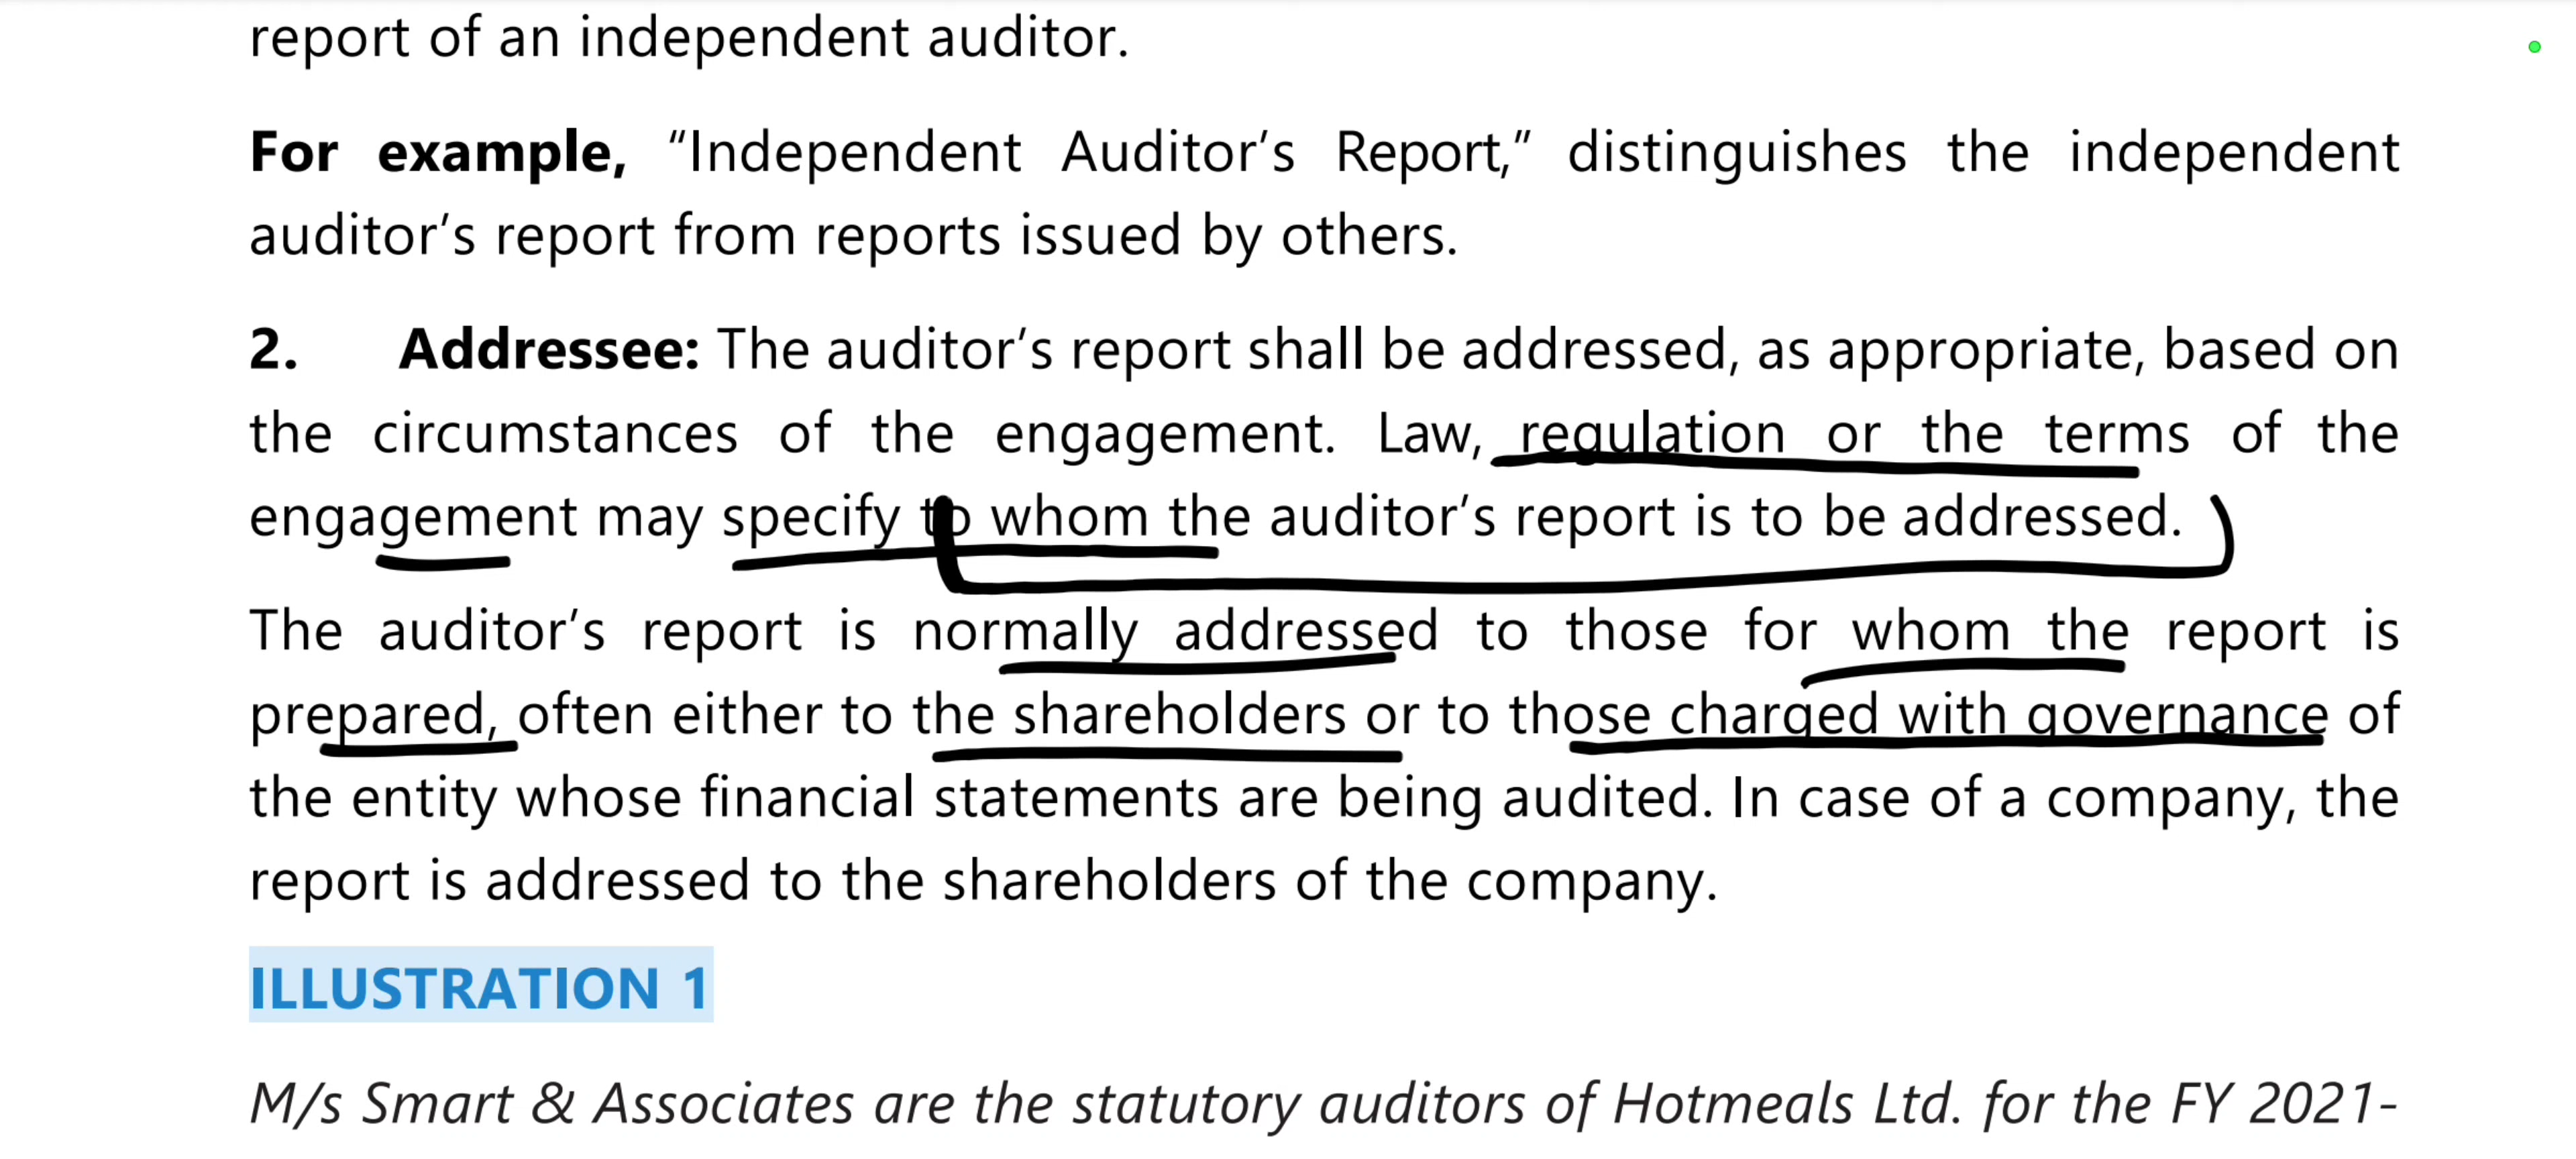 report of an independent auditor.
For example, “Independent Auditor’s Report,” distinguishes the independent
auditor’s report from reports issued by others.
2. Addressee: The auditor’s report shall be addressed, as appropriate, based on
the circumstances of the engagement. Law, regulation or the terms of the
engagement may specify to whom the auditor’s report is to be addressed.
The auditor’s report is normally addressed to those for whom the report is
prepared, often either to the shareholders or to those charged with governance of
the entity whose financial statements are being audited. In case of a company, the
report is addressed to the shareholders of the company.
ILLUSTRATION 1
M/s Smart & Associates are the statutory auditors of Hotmeals Ltd. for the FY 2021-